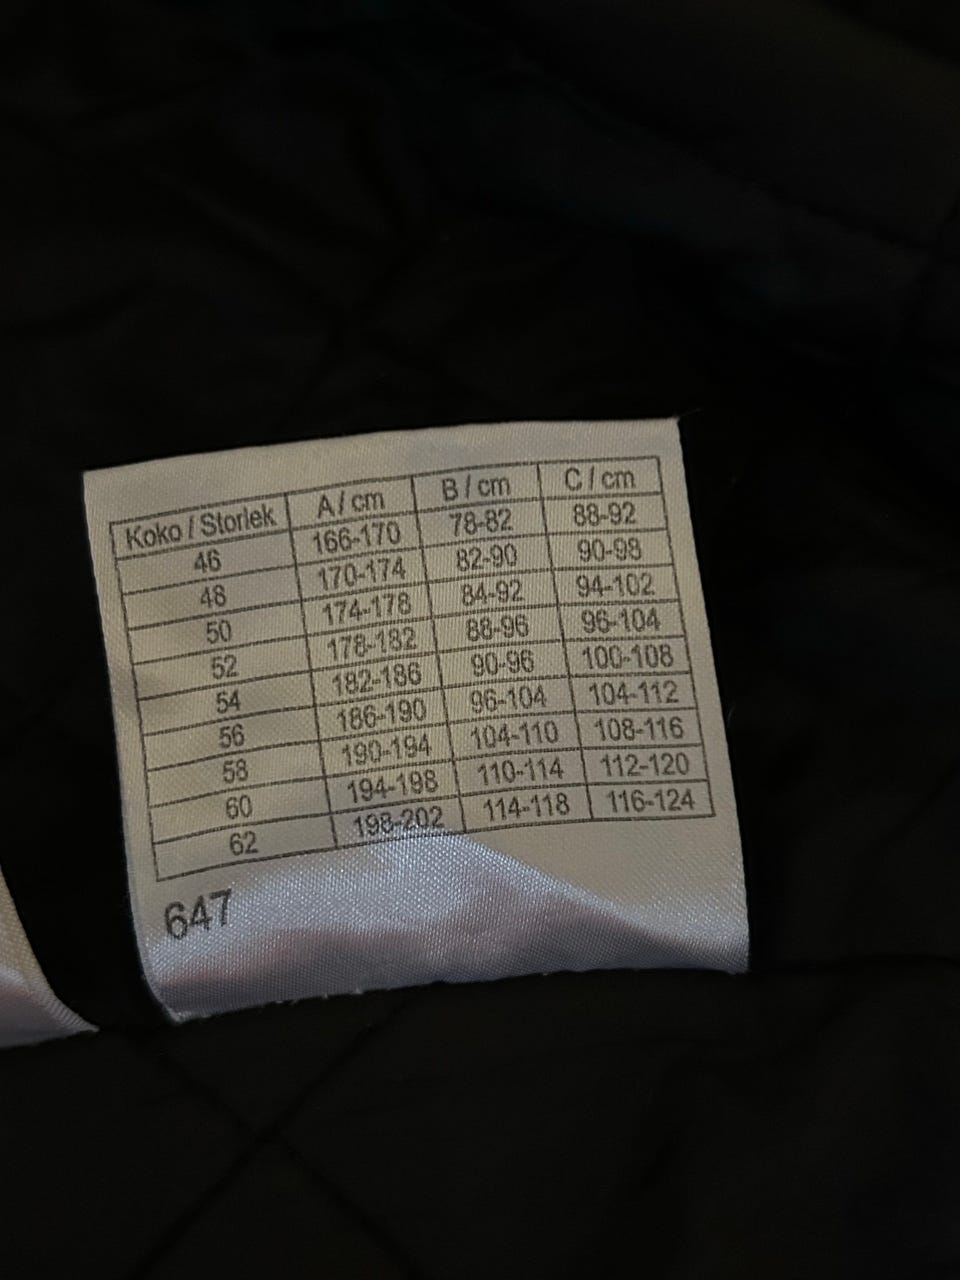 Koko / Storlek A / cm B / cm C / cm
46 166-170 78-82 88-92
48 170-174 82-90 90-98
50 174-178 84-92 94-102
52 178-182 88-96 96-104
54 182-186 90-96 100-108
56 186-190 96-104 104-112
58 190-194 104-110 108-116
60 194-198 110-114 112-120
62 198-202 114-118 116-124
647